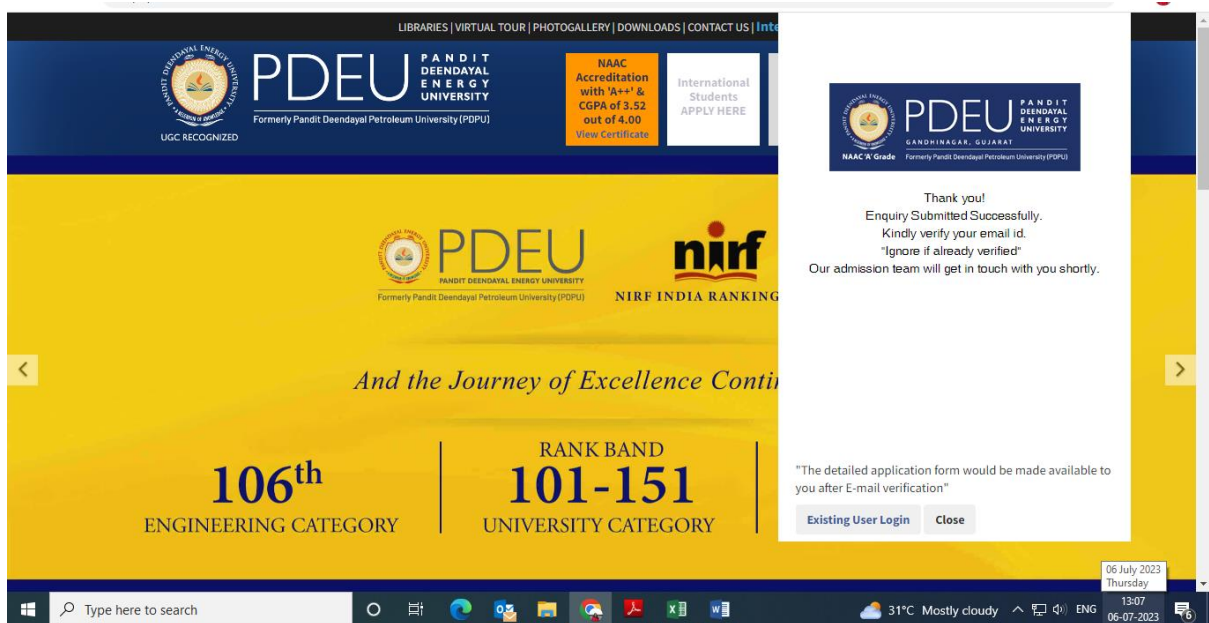 LIBRARIES | VIRTUAL TOUR | PHOTOGALLERY | DOWNLOADS | CONTACT US | Inte
PDEU
PANDIT
DEENDAYAL
ENERGY
UNIVERSITY
Formerly Pandit Deendayal Petroleum University (PDPU)
UGC RECOGNIZED
NAAC
Accreditation
with 'A++' &
CGPA of 3.52
out of 4.00
View Certificate
International
Students
APPLY HERE
PDEU
PANDIT
DEENDAYAL
ENERGY
UNIVERSITY
GANDHINAGAR, GUJARAT
NAAC 'A' Grade
Formerly Pandit Deendayal Petroleum University (PDPU)
Thank you!
Enquiry Submitted Successfully.
Kindly verify your email id.
"Ignore if already verified"
Our admission team will get in touch with you shortly.
"The detailed application form would be made available to
you after E-mail verification"
Existing User Login
Close
PDEU
PANDIT DEENDAYAL ENERGY UNIVERSITY
Formerly Pandit Deendayal Petroleum University (PDPU)
nirf
NIRF INDIA RANKING
And the Journey of Excellence Contin
106th
ENGINEERING CATEGORY
RANK BAND
101-151
UNIVERSITY CATEGORY
06 July 2023
Thursday
Type here to search
31°C Mostly cloudy
ENG
13:07
06-07-2023
6